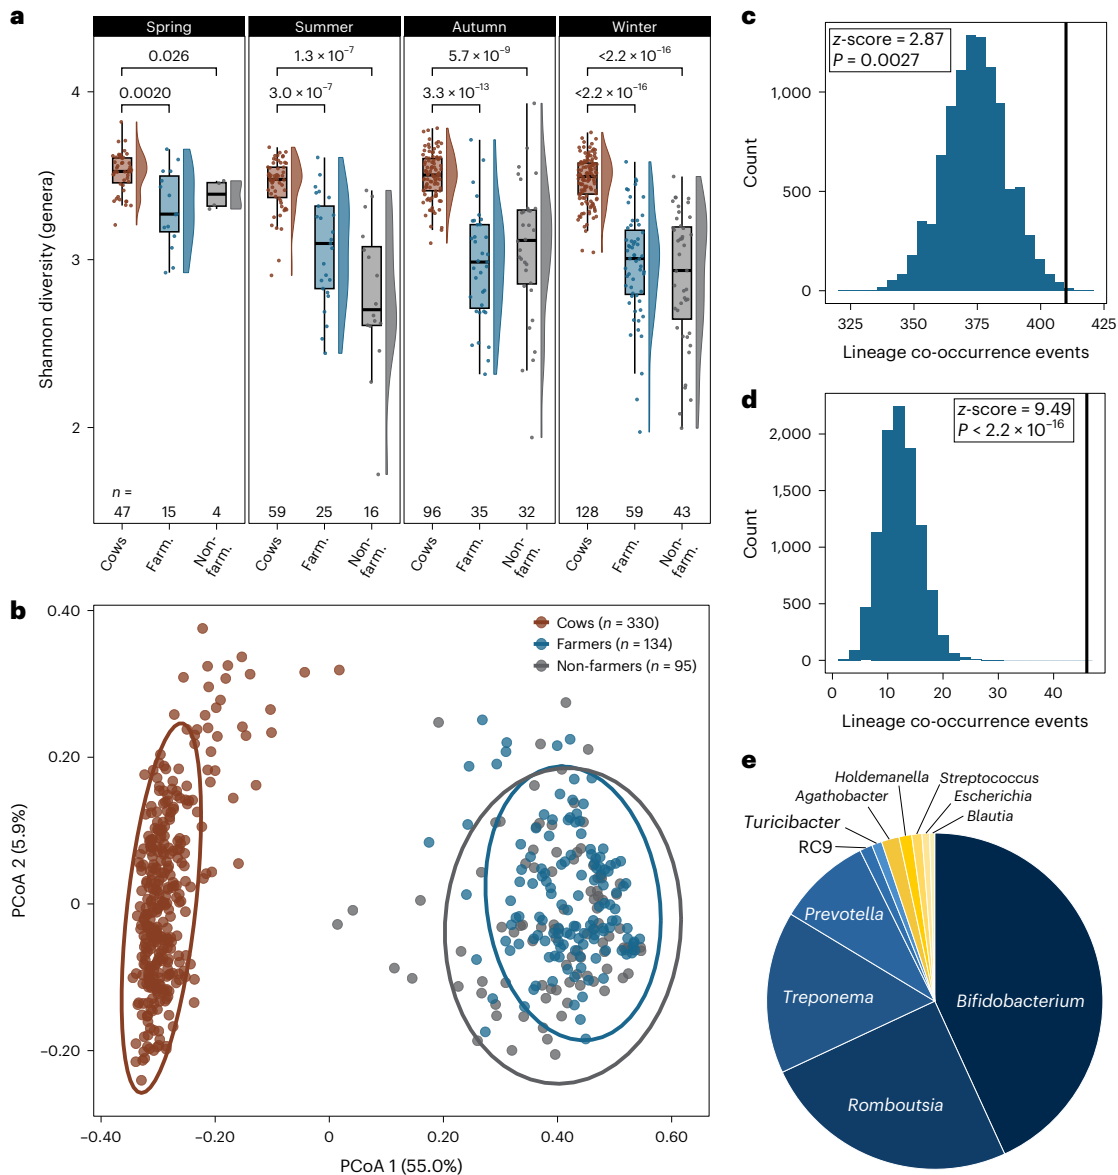 a
Spring
Summer
Autumn
Winter
0.026
1.3 × 10⁻⁷
5.7 × 10⁻⁹
<2.2 × 10⁻¹⁶
0.0020
3.0 × 10⁻⁷
3.3 × 10⁻¹³
<2.2 × 10⁻¹⁶
4
3
2
Shannon diversity (genera)
n =
47 15 4
59 25 16
96 35 32
128 59 43
Cows Farm. Non-farm.
Cows Farm. Non-farm.
Cows Farm. Non-farm.
Cows Farm. Non-farm.
b
Cows (n = 330)
Farmers (n = 134)
Non-farmers (n = 95)
0.40
0.20
0
−0.20
PCoA 2 (5.9%)
−0.40 −0.20 0 0.20 0.40 0.60
PCoA 1 (55.0%)
c
z-score = 2.87
P = 0.0027
1,000
500
0
Count
325 350 375 400 425
Lineage co-occurrence events
d
z-score = 9.49
P < 2.2 × 10⁻¹⁶
2,000
1,500
1,000
500
0
Count
0 10 20 30 40
Lineage co-occurrence events
e
Holdemanella
Streptococcus
Agathobacter
Escherichia
Turicibacter
Blautia
RC9
Prevotella
Treponema
Bifidobacterium
Romboutsia